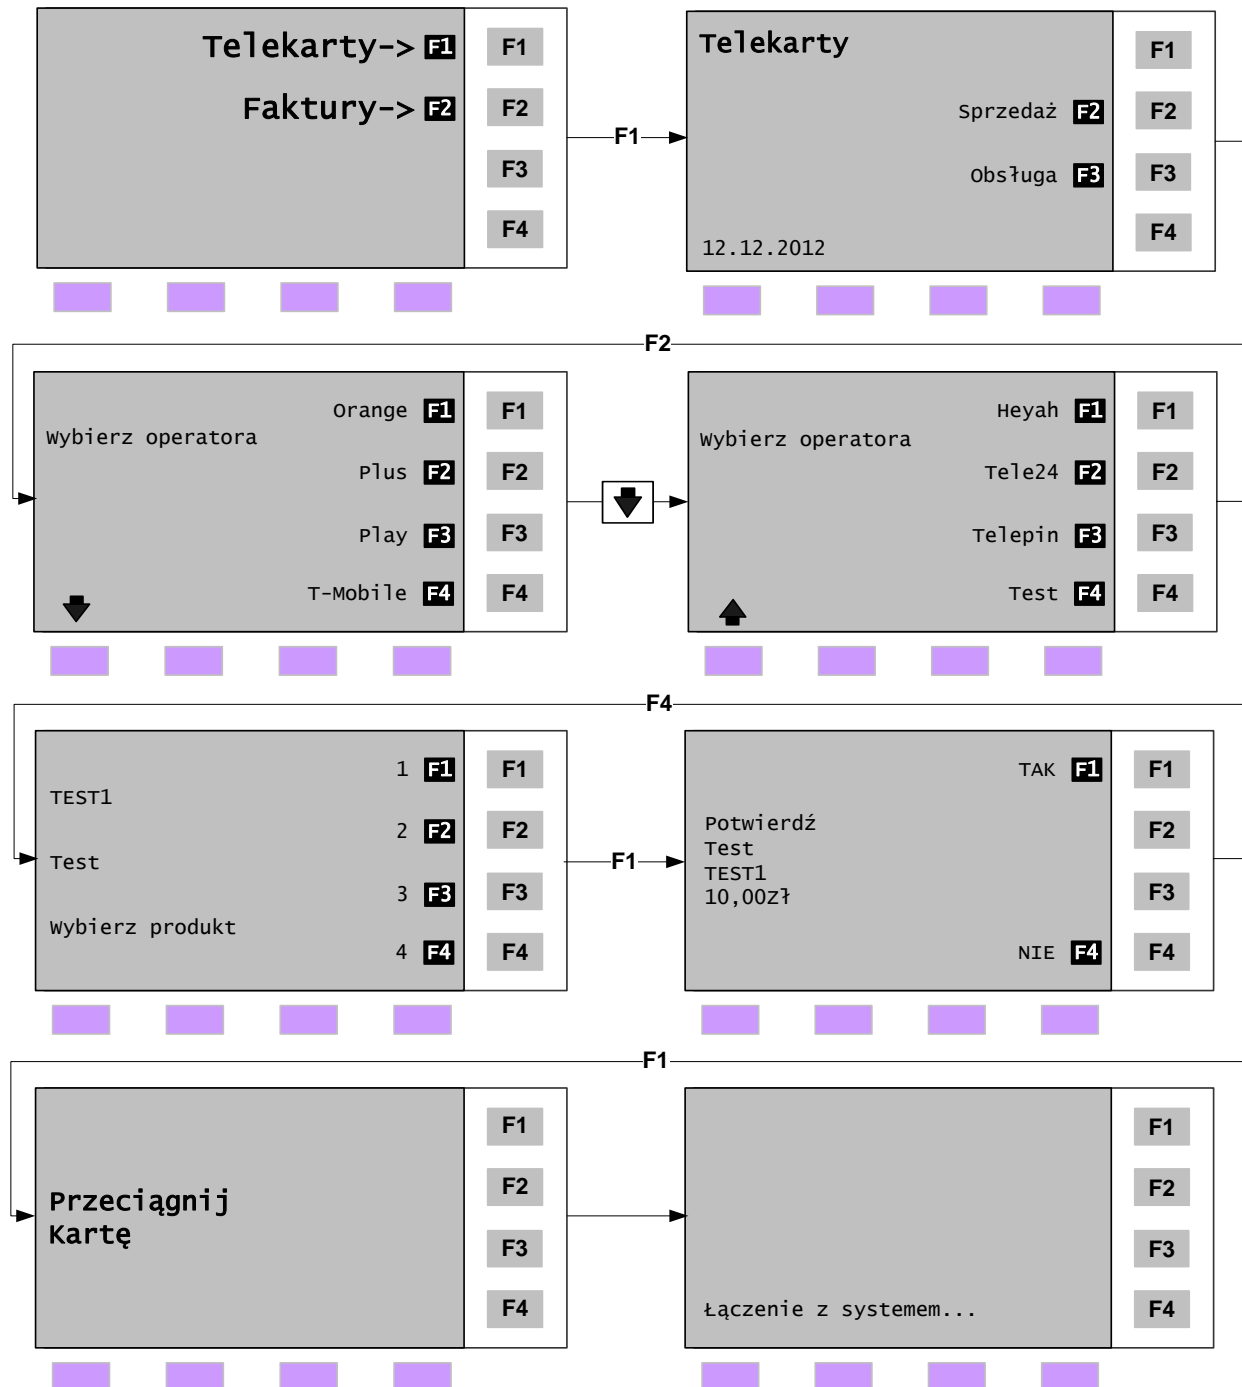 Telekarty-> F1 F1
Faktury-> F2 F2
F3
F4
F1
Telekarty
F1
Sprzedaż F2 F2
Obsługa F3 F3
F4
12.12.2012
F2
Orange F1 F1
Wybierz operatora
Plus F2 F2
Play F3 F3
T-Mobile F4 F4
Heyah F1 F1
Wybierz operatora
Tele24 F2 F2
Telepin F3 F3
Test F4 F4
F4
1 F1 F1
TEST1
2 F2 F2
Test
3 F3 F3
Wybierz produkt
4 F4 F4
F1
TAK F1 F1
Potwierdź
F2
Test
TEST1
10,00Zł
F3
NIE F4 F4
F1
F1
F2
Przeciągnij
Kartę
F3
F4
F1
F2
F3
Łączenie z systemem... F4